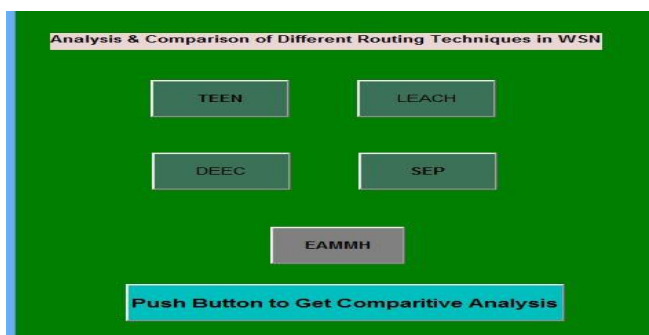 Analysis & Comparison of Different Routing Techniques in WSN
TEEN
LEACH
DEEC
SEP
EAMMH
Push Button to Get Comparitive Analysis